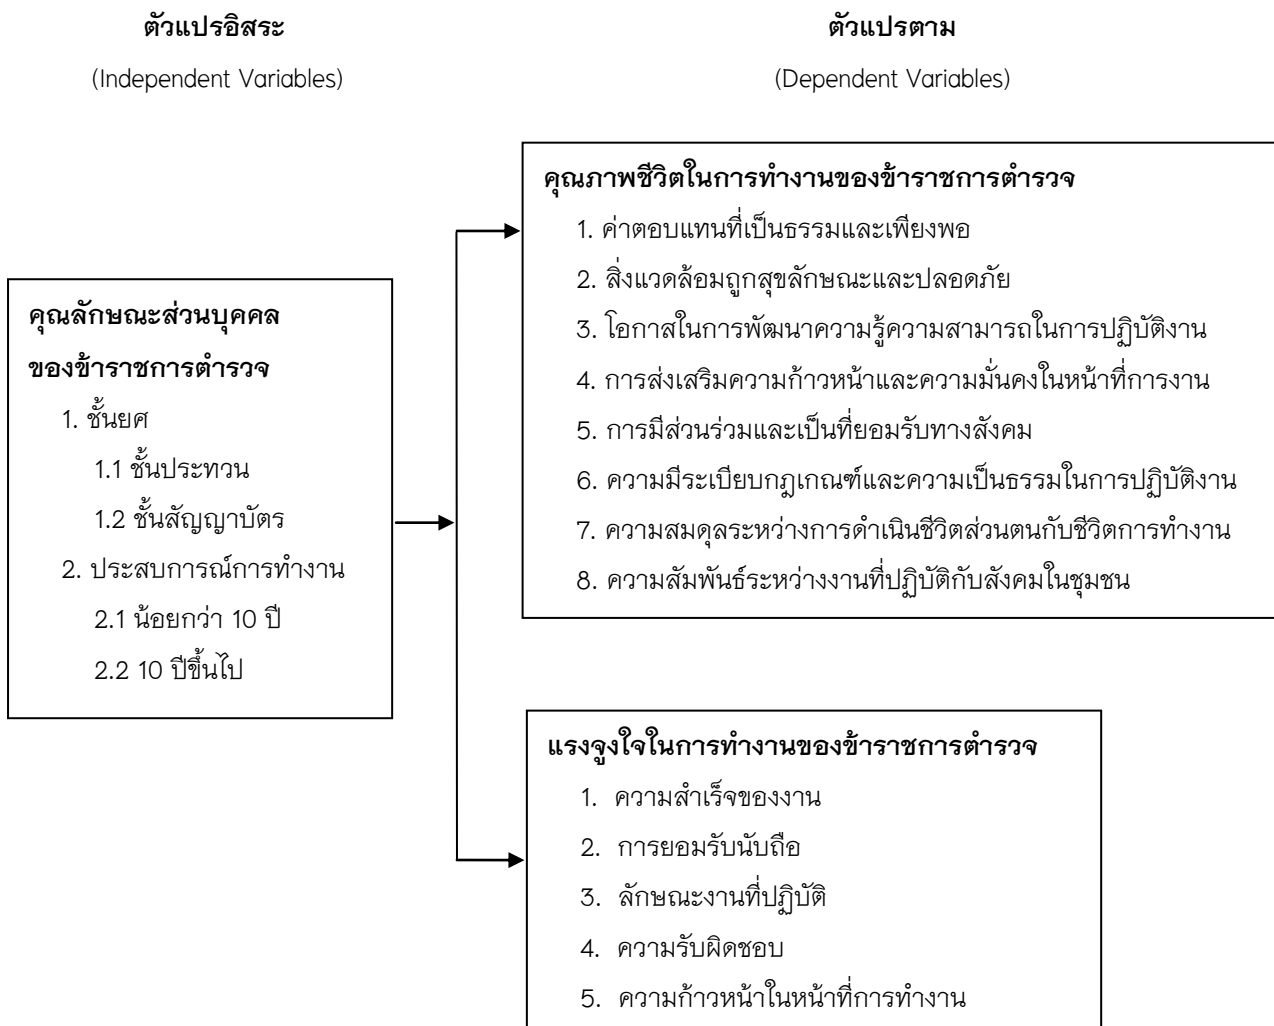 ตัวแปรอิสระ
(Independent Variables)
ตัวแปรตาม
(Dependent Variables)
คุณลักษณะส่วนบุคคล
ของข้าราชการตำรวจ
1. ชั้นยศ
1.1 ชั้นประทวน
1.2 ชั้นสัญญาบัตร
2. ประสบการณ์การทำงาน
2.1 น้อยกว่า 10 ปี
2.2 10 ปีขึ้นไป
คุณภาพชีวิตในการทำงานของข้าราชการตำรวจ
1. ค่าตอบแทนที่เป็นธรรมและเพียงพอ
2. สิ่งแวดล้อมถูกสุขลักษณะและปลอดภัย
3. โอกาสในการพัฒนาความรู้ความสามารถในการปฏิบัติงาน
4. การส่งเสริมความก้าวหน้าและความมั่นคงในหน้าที่การงาน
5. การมีส่วนร่วมและเป็นที่ยอมรับทางสังคม
6. ความมีระเบียบกฎเกณฑ์และความเป็นธรรมในการปฏิบัติงาน
7. ความสมดุลระหว่างการดำเนินชีวิตส่วนตนกับชีวิตการทำงาน
8. ความสัมพันธ์ระหว่างงานที่ปฏิบัติกับสังคมในชุมชน
แรงจูงใจในการทำงานของข้าราชการตำรวจ
1. ความสำเร็จของงาน
2. การยอมรับนับถือ
3. ลักษณะงานที่ปฏิบัติ
4. ความรับผิดชอบ
5. ความก้าวหน้าในหน้าที่การทำงาน